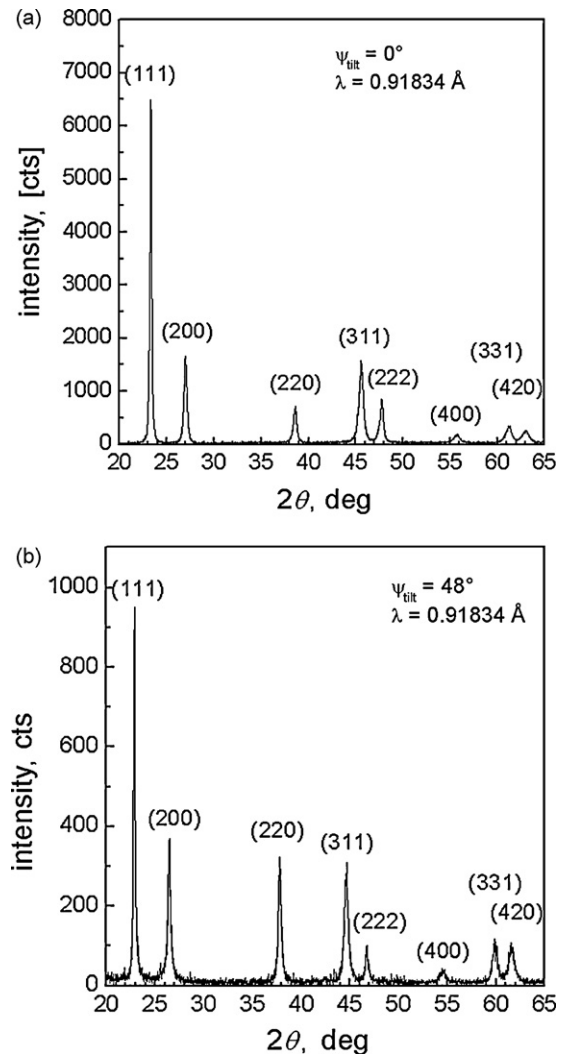 (a)
8000
7000
6000
5000
4000
3000
2000
1000
0
intensity, [cts]
ψtilt = 0°
λ = 0.91834 Å
(111)
(200)
(220)
(311)
(222)
(400)
(331)
(420)
20 25 30 35 40 45 50 55 60 65
2θ, deg
(b)
1000
800
600
400
200
0
intensity, cts
ψtilt = 48°
λ = 0.91834 Å
(111)
(200)
(220)
(311)
(222)
(400)
(331)
(420)
20 25 30 35 40 45 50 55 60 65
2θ, deg